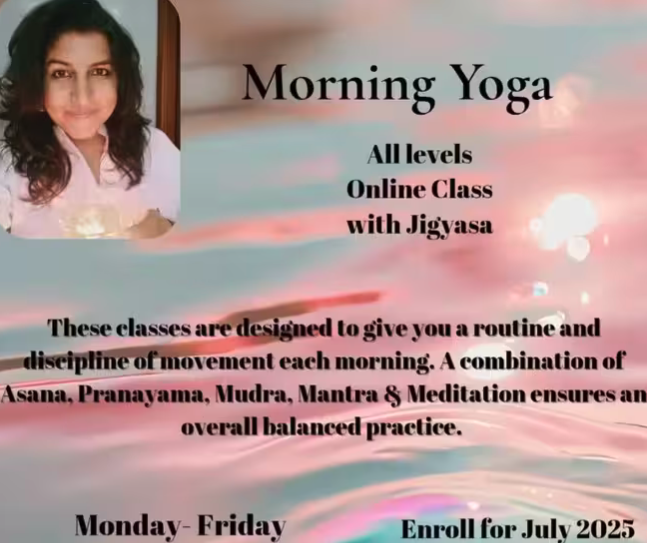 Morning Yoga
All levels
Online Class
with Jigyasa
These classes are designed to give you a routine and
discipline of movement each morning. A combination of
Asana, Pranayama, Mudra, Mantra & Meditation ensures an
overall balanced practice.
Monday- Friday
Enroll for July 2025